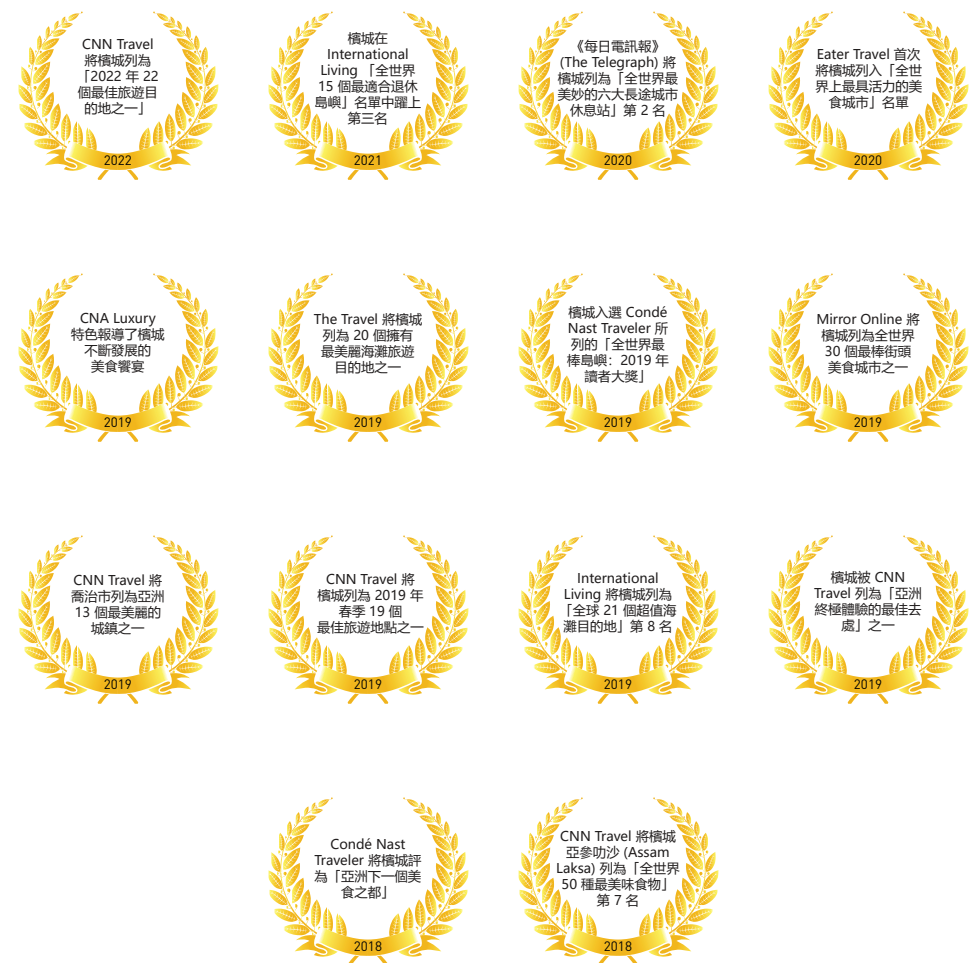 CNN Travel
將檳城列為
「2022 年 22
個最佳旅遊目
的地之一」
2022
檳城在
International
Living 「全世界
15 個最適合退休
島嶼」名單中躍上
第三名
2021
《每日電訊報》
(The Telegraph) 將
檳城列為「全世界最
美妙的六大長途城市
休息站」第 2 名
2020
Eater Travel 首次
將檳城列入「全世
界上最具活力的美
食城市」名單
2020
CNA Luxury
特色報導了檳城
不斷發展的
美食饗宴
2019
The Travel 將檳城
列為 20 個擁有
最美麗海灘旅遊
目的地之一
2019
檳城入選 Condé
Nast Traveler 所
列的「全世界最
棒島嶼：2019 年
讀者大獎」
2019
Mirror Online 將
檳城列為全世界
30 個最棒街頭
美食城市之一
2019
CNN Travel 將
喬治市列為亞洲
13 個最美麗的
城鎮之一
2019
CNN Travel 將
檳城列為 2019 年
春季 19 個
最佳旅遊地點之一
2019
International
Living 將檳城列為
「全球 21 個超值海
灘目的地」第 8 名
2019
檳城被 CNN
Travel 列為「亞洲
終極體驗的最佳去
處」之一
2019
Condé Nast
Traveler 將檳城評
為「亞洲下一個美
食之都」
2018
CNN Travel 將檳城
亞參叻沙 (Assam
Laksa) 列為「全世界
50 種最美味食物」
第 7 名
2018